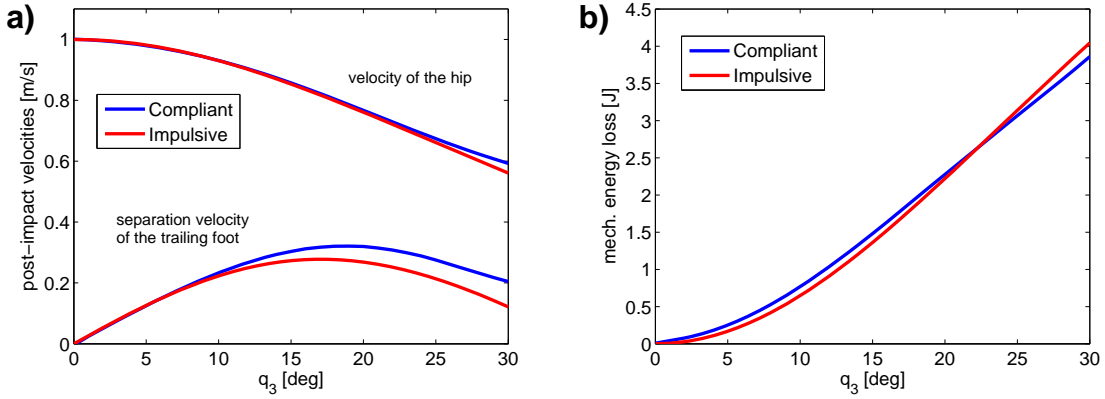 a)
post−impact velocities [m/s]
1
0.8
0.6
0.4
0.2
0
velocity of the hip
Compliant
Impulsive
separation velocity
of the trailing foot
0 5 10 15 20 25 30
q3 [deg]
b)
mech. energy loss [J]
4.5
4
3.5
3
2.5
2
1.5
1
0.5
0
Compliant
Impulsive
0 5 10 15 20 25 30
q3 [deg]